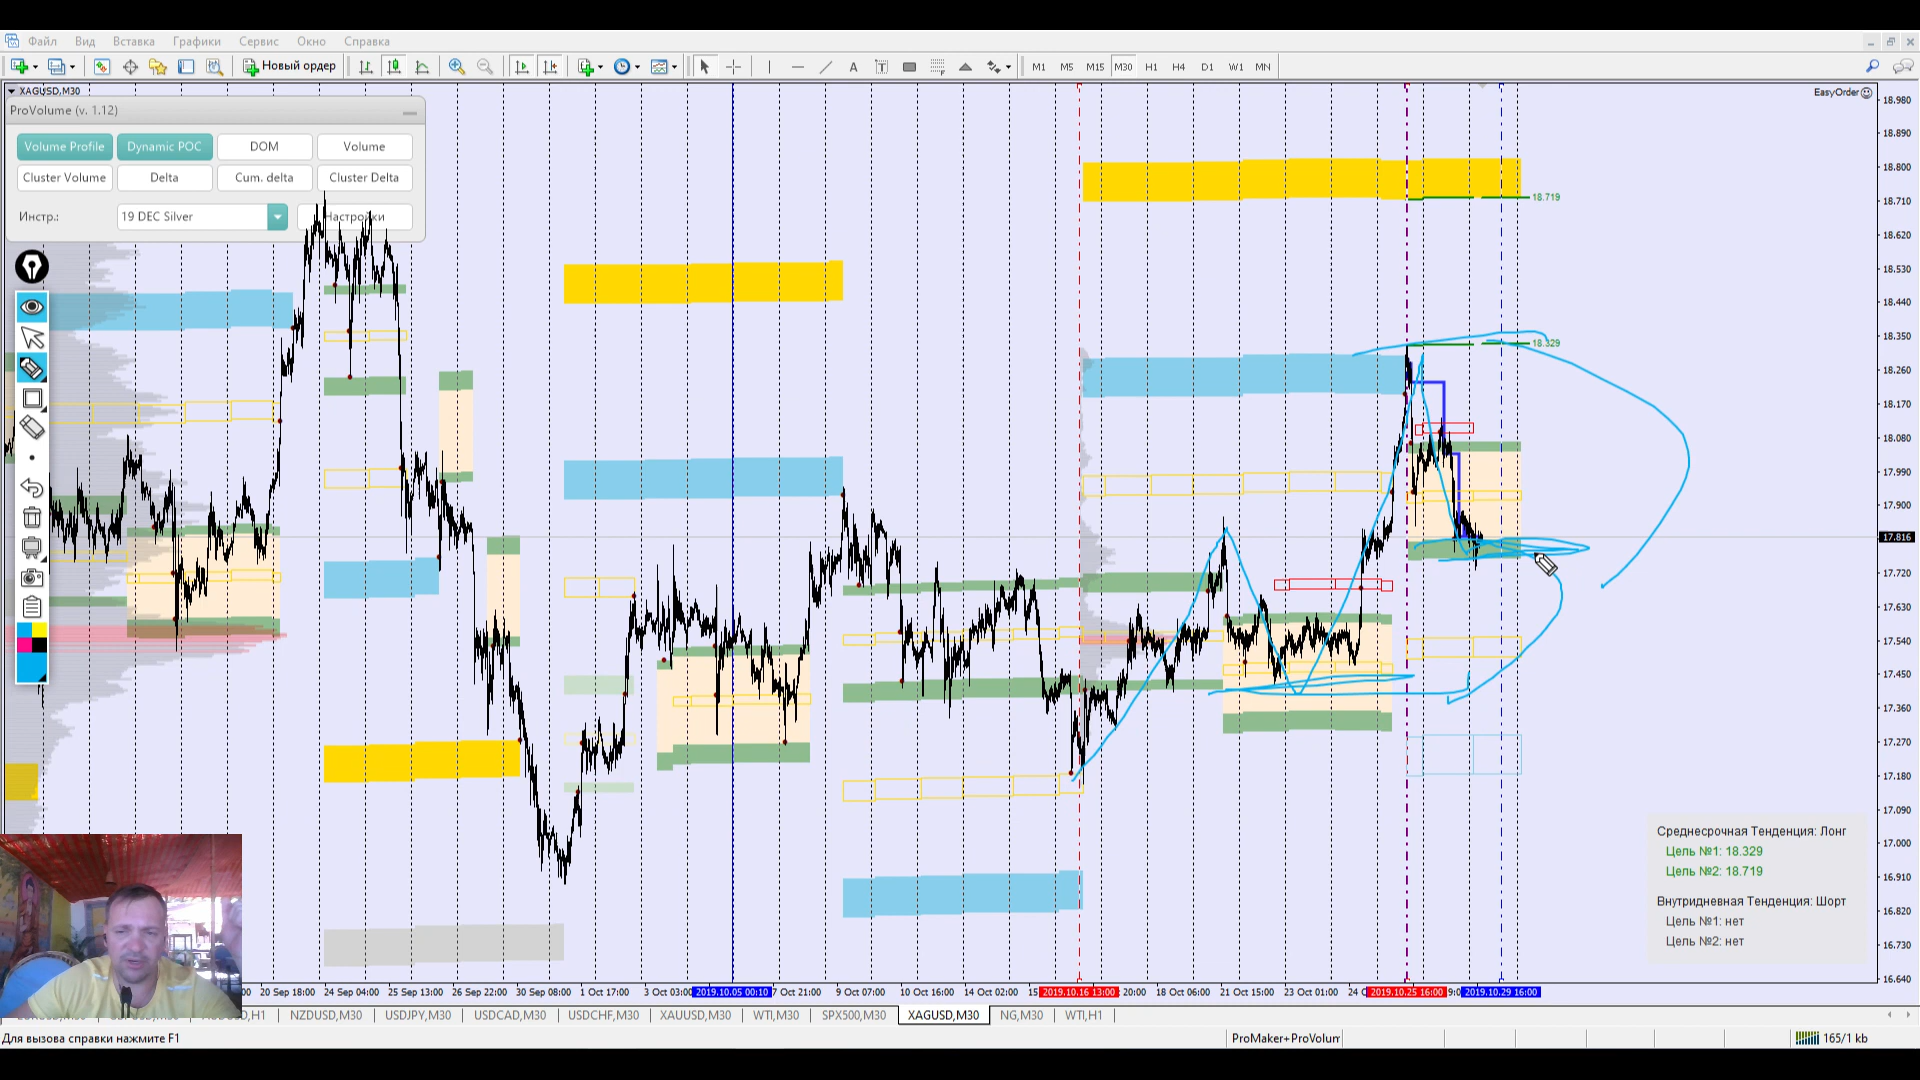 Файл Вид Вставка Графики Сервис Окно Справка
Новый ордер A T M1 M5 M15 M30 H1 H4 D1 W1 MN
XAGUSD,M30
EasyOrder
ProVolume (v. 1.12)
Volume Profile Dynamic POC DOM Volume
Cluster Volume Delta Cum. delta Cluster Delta
Инстр.: 19 DEC Silver Настройки
18.719
18.329
18.980
18.890
18.800
18.710
18.620
18.530
18.440
18.350
18.260
18.170
18.080
17.990
17.900
17.816
17.720
17.630
17.540
17.450
17.360
17.270
17.180
17.090
17.000
16.910
16.820
16.730
16.640
Среднесрочная Тенденция: Лонг
Цель №1: 18.329
Цель №2: 18.719
Внутридневная Тенденция: Шорт
Цель №1: нет
Цель №2: нет
20 Sep 18:00 24 Sep 04:00 25 Sep 13:00 26 Sep 22:00 30 Sep 08:00 1 Oct 17:00 3 Oct 03:00 2019.10.05 00:10 7 Oct 21:00 9 Oct 07:00 10 Oct 16:00 14 Oct 02:00 15 2019.10.16 13:00 20:00 18 Oct 06:00 21 Oct 15:00 23 Oct 01:00 24 2019.10.25 16:00 2019.10.29 16:00
NZDUSD,M30 USDJPY,M30 USDCAD,M30 USDCHF,M30 XAUUSD,M30 WTI,M30 SPX500,M30 XAGUSD,M30 NG,M30 WTI,H1
Для вызова справки нажмите F1 ProMaker+ProVolum 165/1 kb